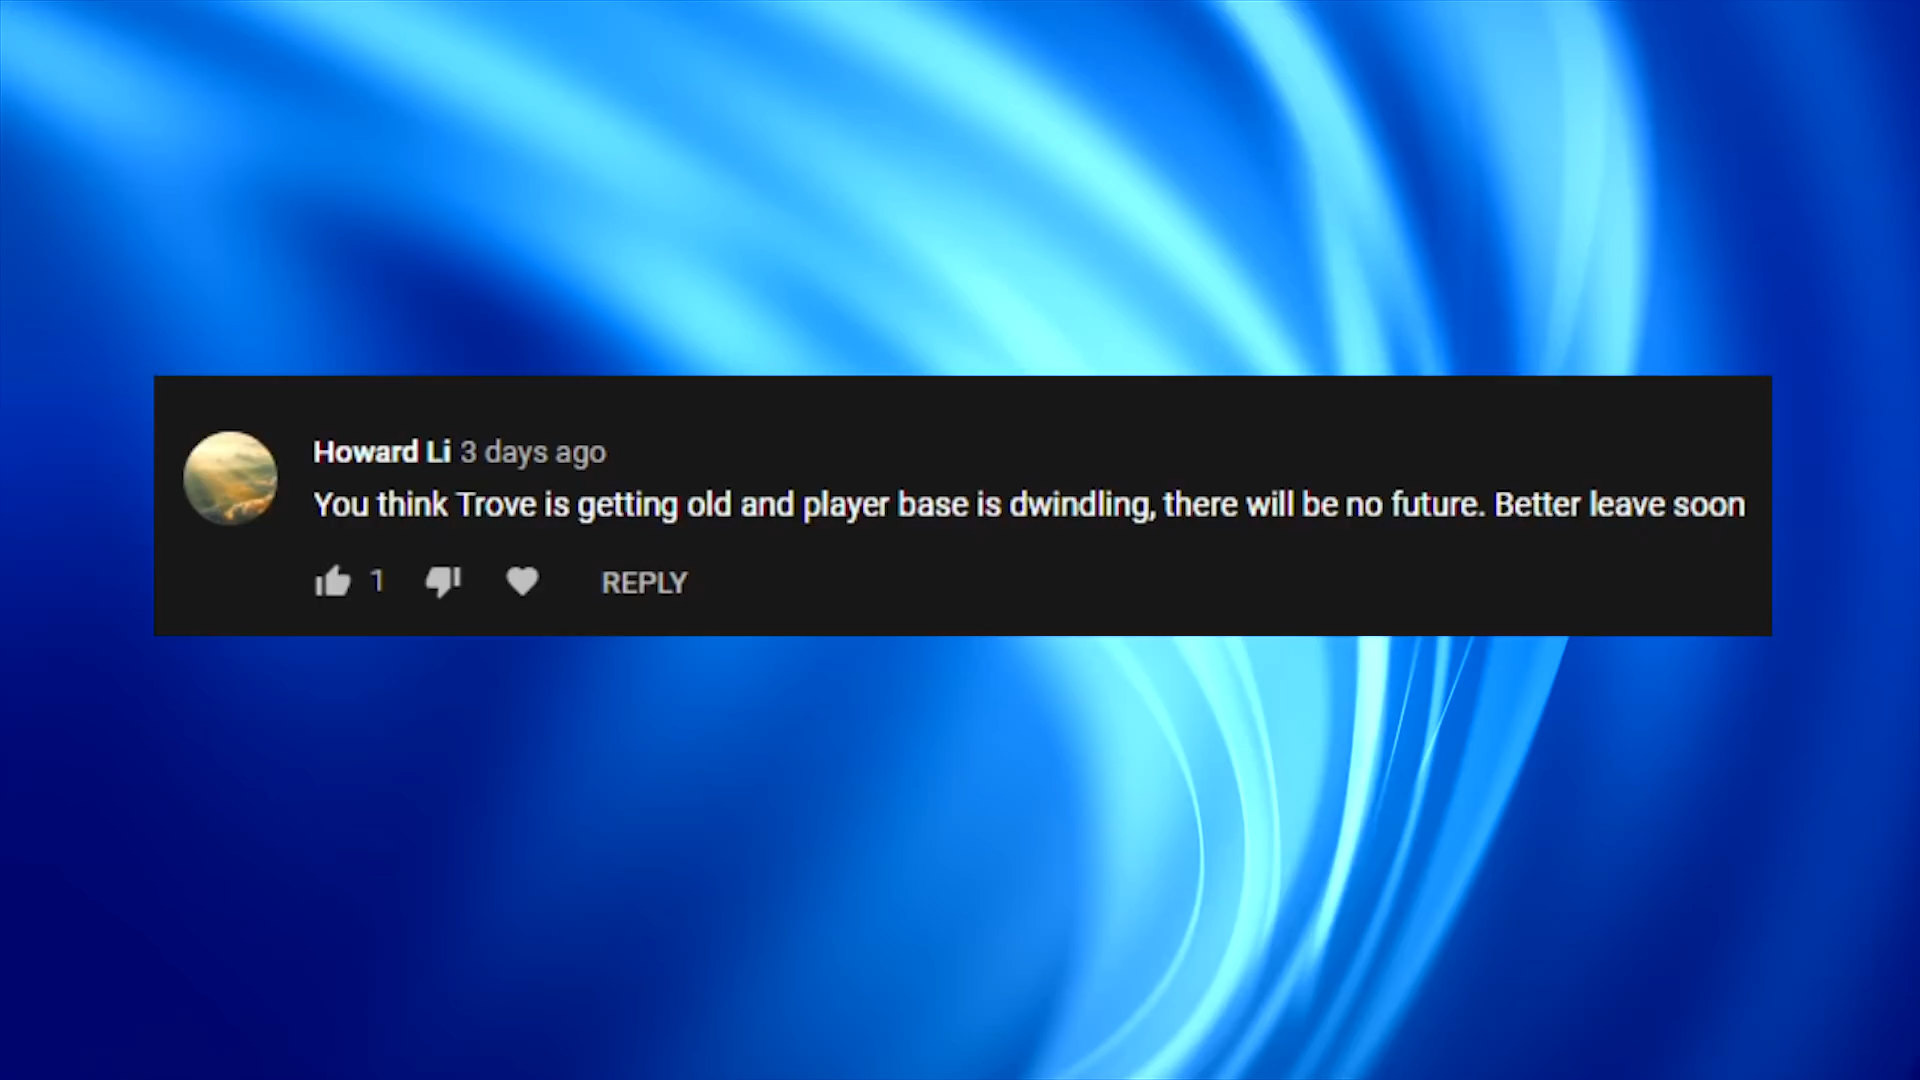 Howard Li 3 days ago
You think Trove is getting old and player base is dwindling, there will be no future. Better leave soon
1 REPLY